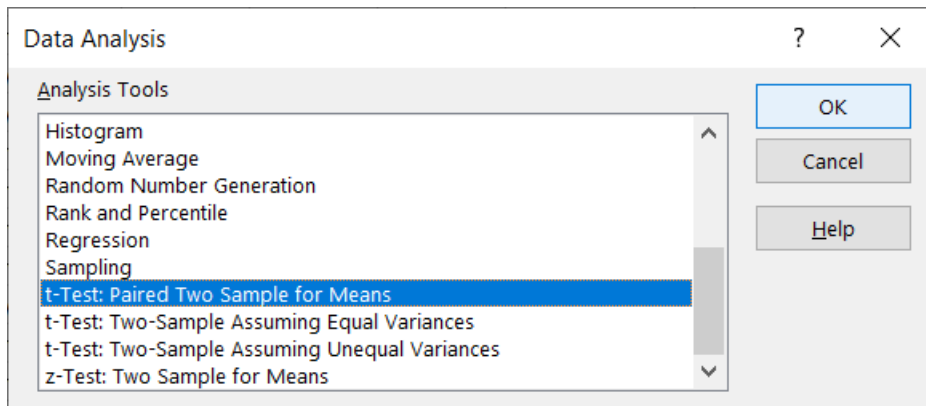 Data Analysis
?
Analysis Tools
OK
Histogram
Moving Average
Cancel
Random Number Generation
Rank and Percentile
Help
Regression
Sampling
t-Test: Paired Two Sample for Means
t-Test: Two-Sample Assuming Equal Variances
t-Test: Two-Sample Assuming Unequal Variances
z-Test: Two Sample for Means